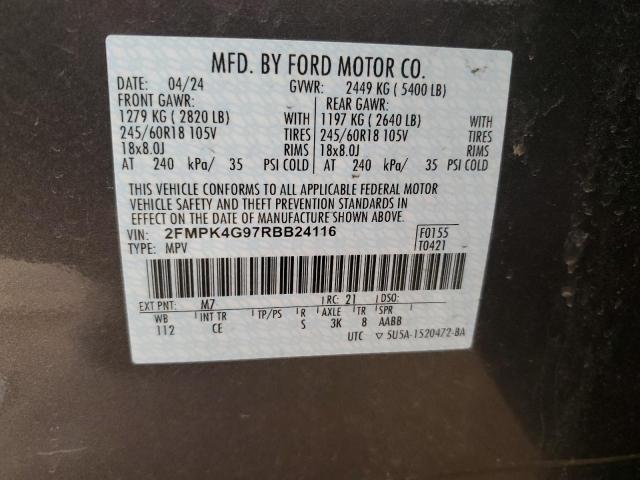 MFD. BY FORD MOTOR CO.
DATE: 04/24 GVWR: 2449 KG ( 5400 LB)
FRONT GAWR: REAR GAWR:
1279 KG ( 2820 LB) WITH 1197 KG ( 2640 LB) WITH
245/60R18 105V TIRES 245/60R18 105V TIRES
18x8.0J RIMS 18x8.0J RIMS
AT 240 kPa/ 35 PSI COLD AT 240 kPa/ 35 PSI COLD
THIS VEHICLE CONFORMS TO ALL APPLICABLE FEDERAL MOTOR
VEHICLE SAFETY AND THEFT PREVENTION STANDARDS IN
EFFECT ON THE DATE OF MANUFACTURE SHOWN ABOVE.
VIN: 2FMPK4G97RBB24116 F0155
TYPE: MPV T0421
EXT PNT: M7 RC: 21 DSO:
WB INT TR TP/PS R AXLE TR SPR
112 CE S 3K 8 AABB
UTC ▽ 5U5A-1520472-BA